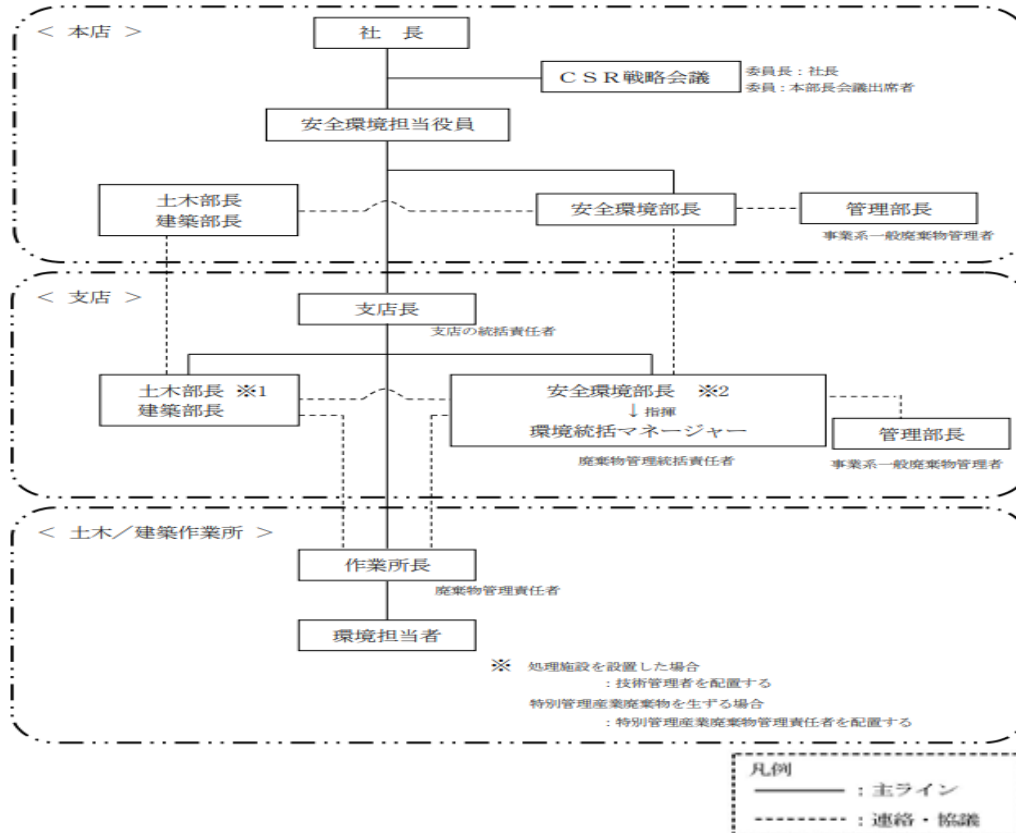 ＜ 本店 ＞
社　長
ＣＳＲ戦略会議
委員長：社長
委員：本部長会議出席者
安全環境担当役員
土木部長
建築部長
安全環境部長
管理部長
事業系一般廃棄物管理者
＜ 支店 ＞
支店長
支店の統括責任者
土木部長 ※1
建築部長
安全環境部長 ※2
↓ 指揮
環境統括マネージャー
廃棄物管理統括責任者
管理部長
事業系一般廃棄物管理者
＜ 土木／建築作業所 ＞
作業所長
廃棄物管理責任者
環境担当者
※ 処理施設を設置した場合
：技術管理者を配置する
特別管理産業廃棄物を生ずる場合
：特別管理産業廃棄物管理責任者を配置する
凡例
：主ライン
：連絡・協議